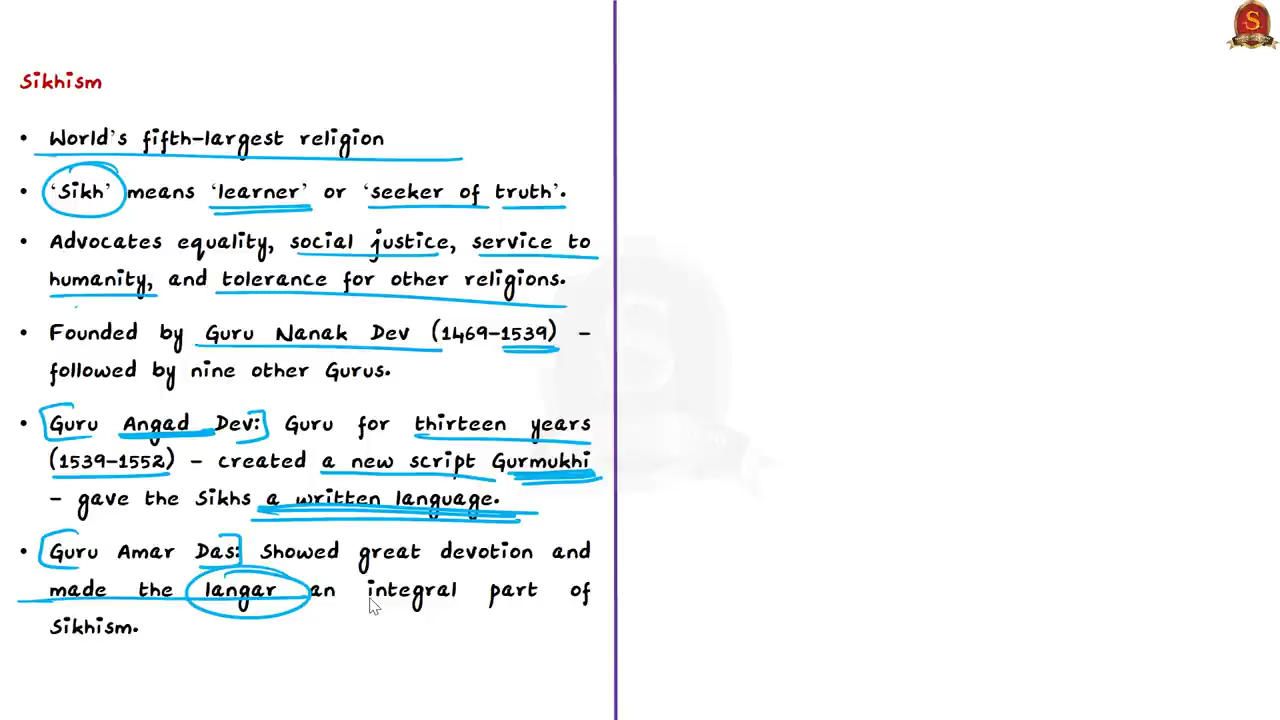 Sikhism
• World's fifth-largest religion
• 'Sikh' means 'learner' or 'seeker of truth'.
• Advocates equality, social justice, service to
humanity, and tolerance for other religions.
• Founded by Guru Nanak Dev (1469-1539) –
followed by nine other Gurus.
• Guru Angad Dev: Guru for thirteen years
(1539-1552) – created a new script Gurmukhi
– gave the Sikhs a written language.
• Guru Amar Das: Showed great devotion and
made the langar an integral part of
Sikhism.
S